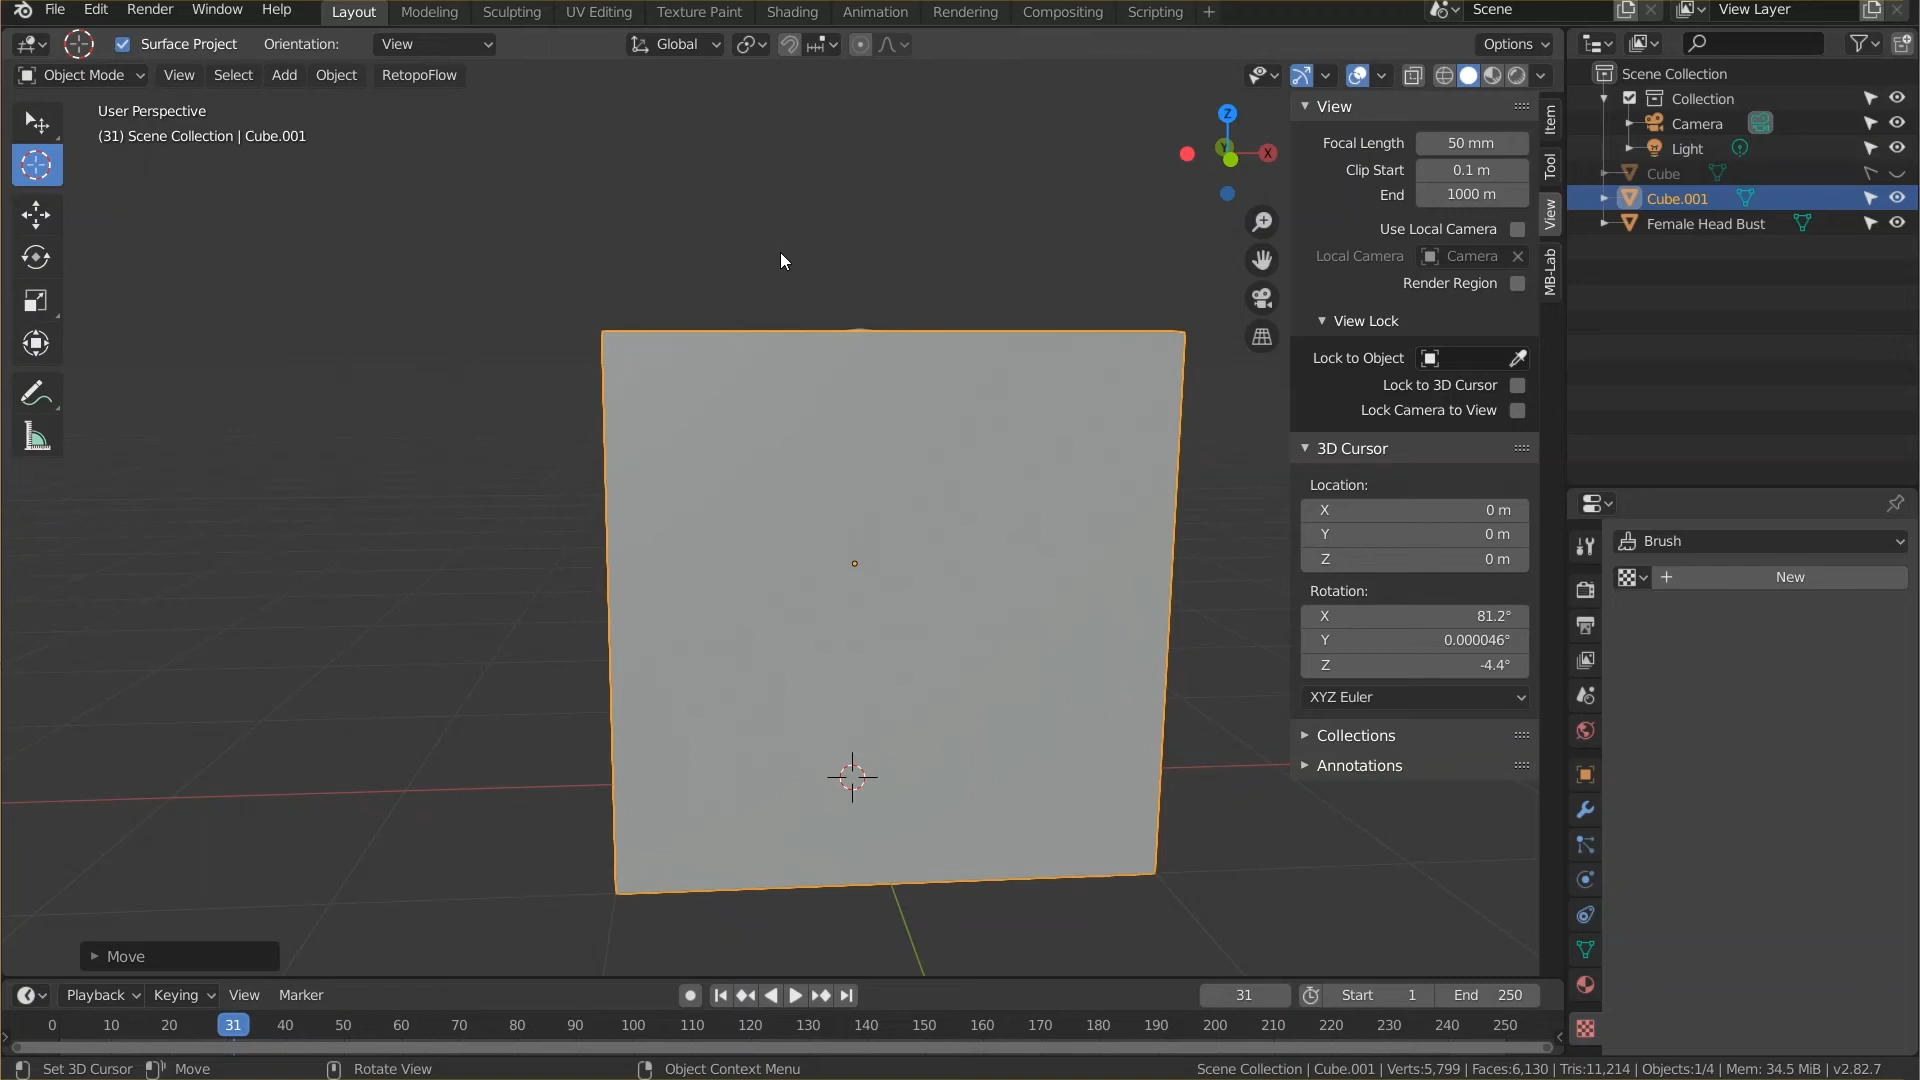 File Edit Render Window Help Layout Modeling Sculpting UV Editing Texture Paint Shading Animation Rendering Compositing Scripting + Scene View Layer
Surface Project Orientation: View Global Options
Object Mode View Select Add Object RetopoFlow
User Perspective
(31) Scene Collection | Cube.001
Z
X
Y
View
Focal Length 50 mm
Clip Start 0.1 m
End 1000 m
Use Local Camera
Local Camera Camera
Render Region
View Lock
Lock to Object
Lock to 3D Cursor
Lock Camera to View
3D Cursor
Location:
X 0 m
Y 0 m
Z 0 m
Rotation:
X 81.2°
Y 0.000046°
Z -4.4°
XYZ Euler
Collections
Annotations
Item
Tool
View
MB-Lab
Scene Collection
Collection
Camera
Light
Cube
Cube.001
Female Head Bust
Brush
+ New
Move
Playback Keying View Marker 31 Start 1 End 250
0 10 20 31 40 50 60 70 80 90 100 110 120 130 140 150 160 170 180 190 200 210 220 230 240 250
Set 3D Cursor Move Rotate View Object Context Menu Scene Collection | Cube.001 | Verts:5,799 | Faces:6,130 | Tris:11,214 | Objects:1/4 | Mem: 34.5 MiB | v2.82.7